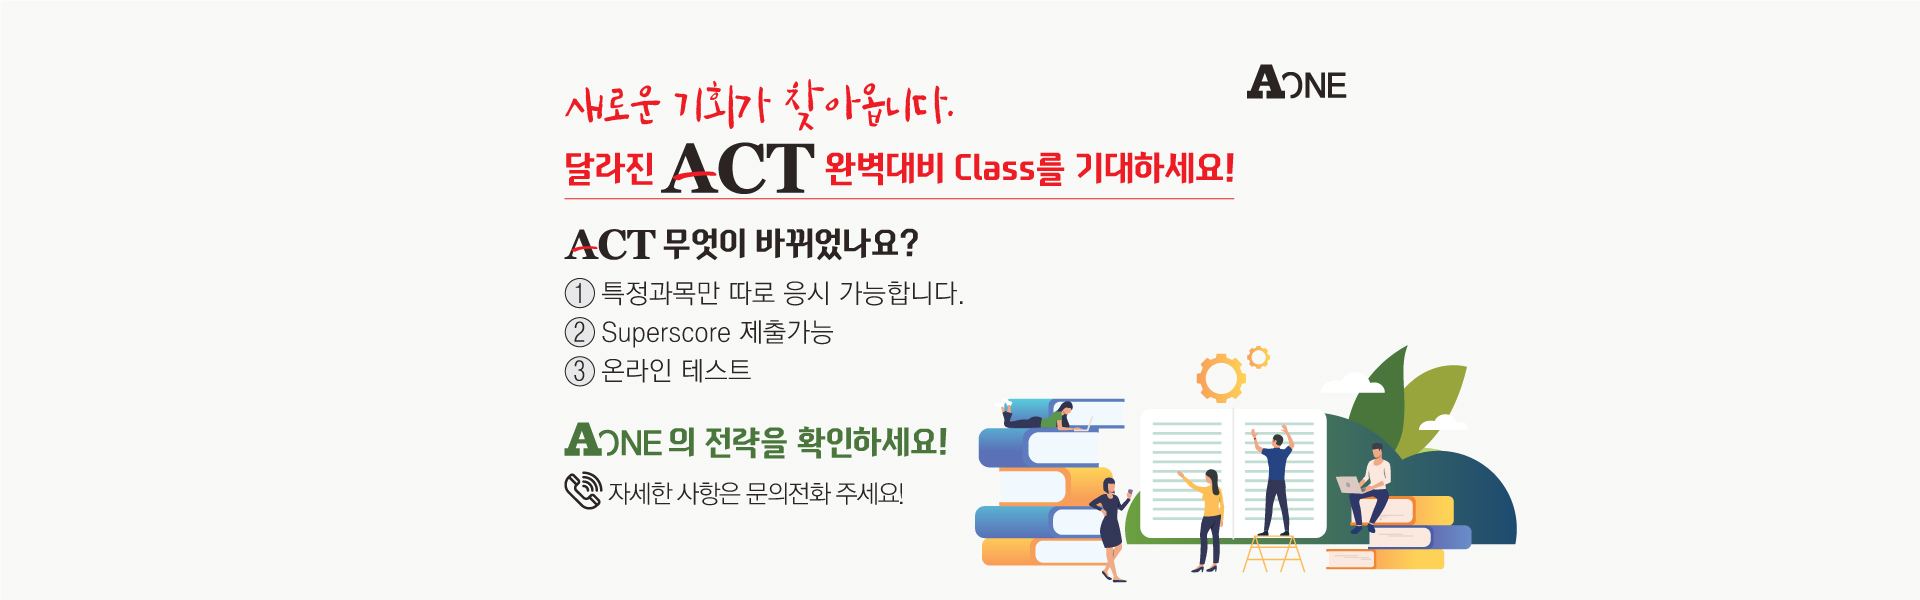 새로운 기회가 찾아옵니다.
AONE
달라진 ACT 완벽대비 Class를 기대하세요!
ACT 무엇이 바뀌었나요?
① 특정과목만 따로 응시 가능합니다.
② Superscore 제출가능
③ 온라인 테스트
AONE의 전략을 확인하세요!
자세한 사항은 문의전화 주세요!